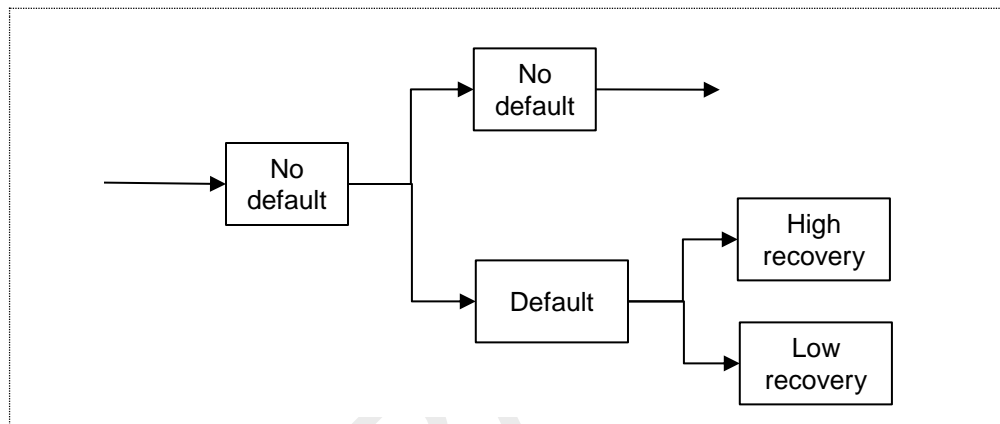 No
default
No
default
High
recovery
Default
Low
recovery